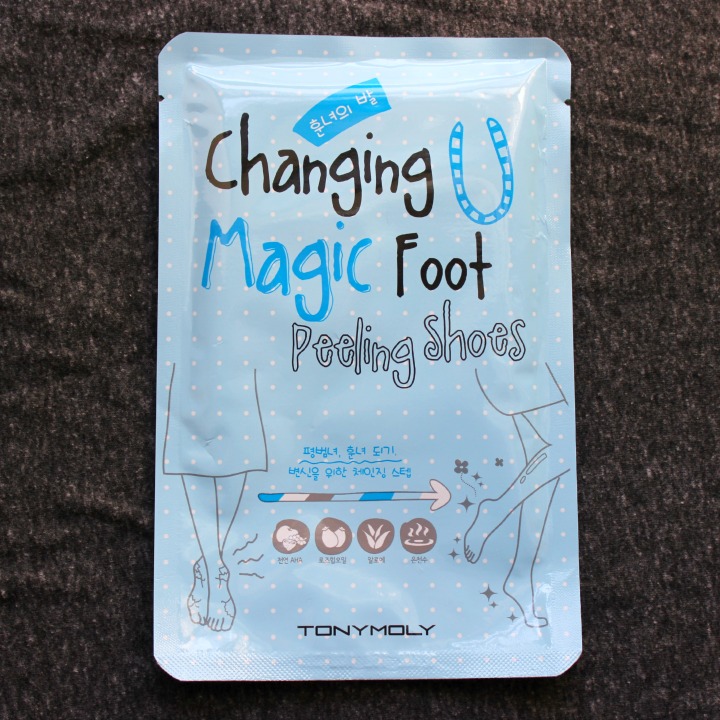 훈녀의 발
Changing U
Magic Foot
Peeling Shoes
평범녀, 훈녀 되기.
변신을 위한 체인징 스텝
천연 AHA
로즈힙오일
알로에
온천수
TONYMOLY